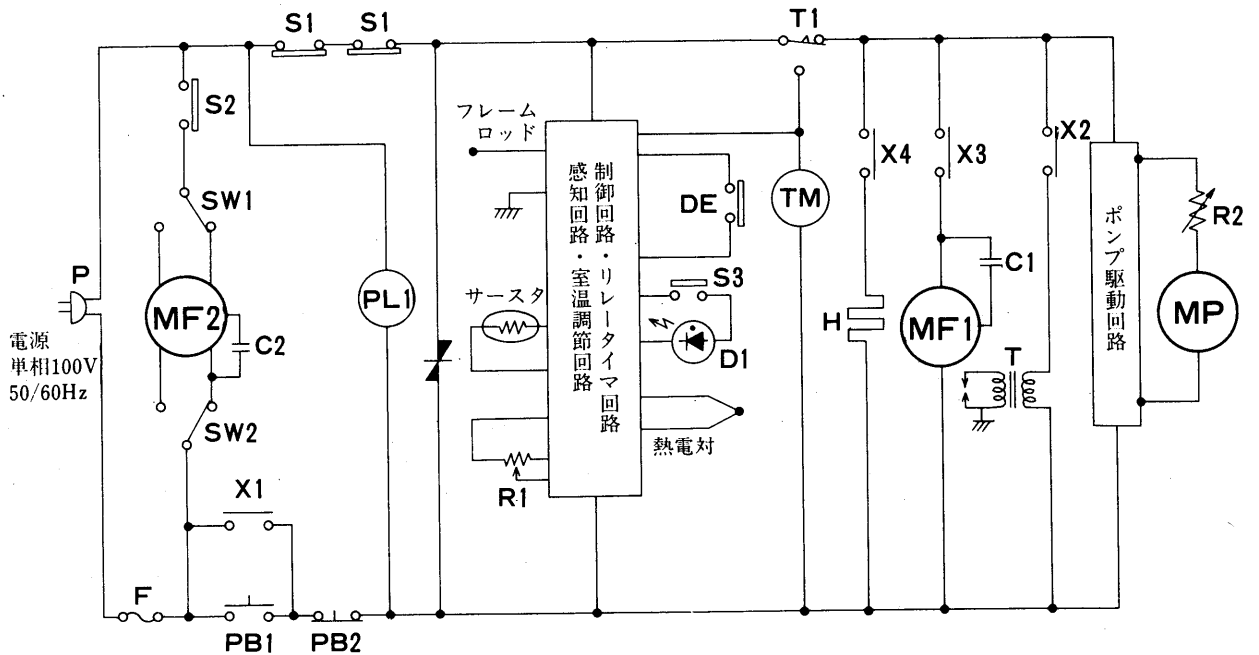 S1
S1
T1
S2
フレーム
ロッド
X4
X3
X2
SW1
DE
TM
R2
P
MF2
C2
PL1
サーミスタ
S3
D1
H
C1
MF1
T
MP
電源
単相100V
50/60Hz
制御回路・リレータイマ回路
感知回路・室温調節回路
ポンプ駆動回路
SW2
熱電対
R1
X1
F
PB1
PB2